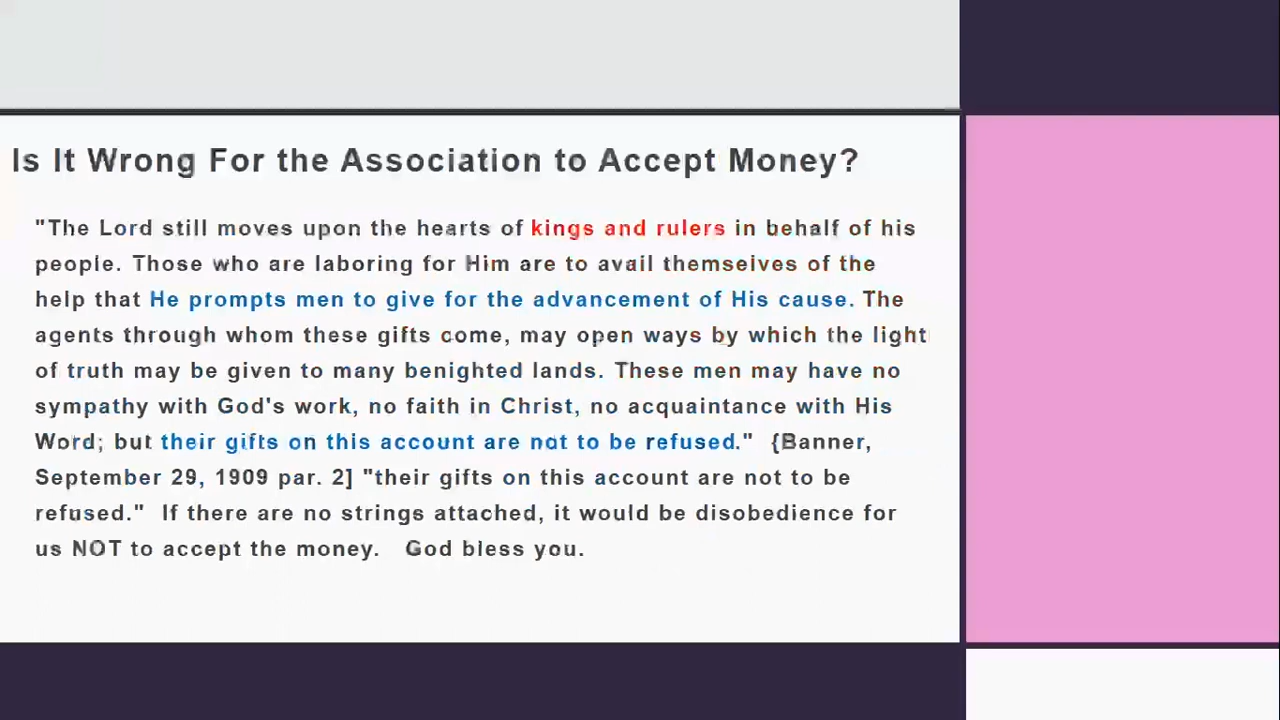 Is It Wrong For the Association to Accept Money?
"The Lord still moves upon the hearts of kings and rulers in behalf of his
people. Those who are laboring for Him are to avail themselves of the
help that He prompts men to give for the advancement of His cause. The
agents through whom these gifts come, may open ways by which the light
of truth may be given to many benighted lands. These men may have no
sympathy with God's work, no faith in Christ, no acquaintance with His
Word; but their gifts on this account are not to be refused." {Banner,
September 29, 1909 par. 2] "their gifts on this account are not to be
refused." If there are no strings attached, it would be disobedience for
us NOT to accept the money. God bless you.